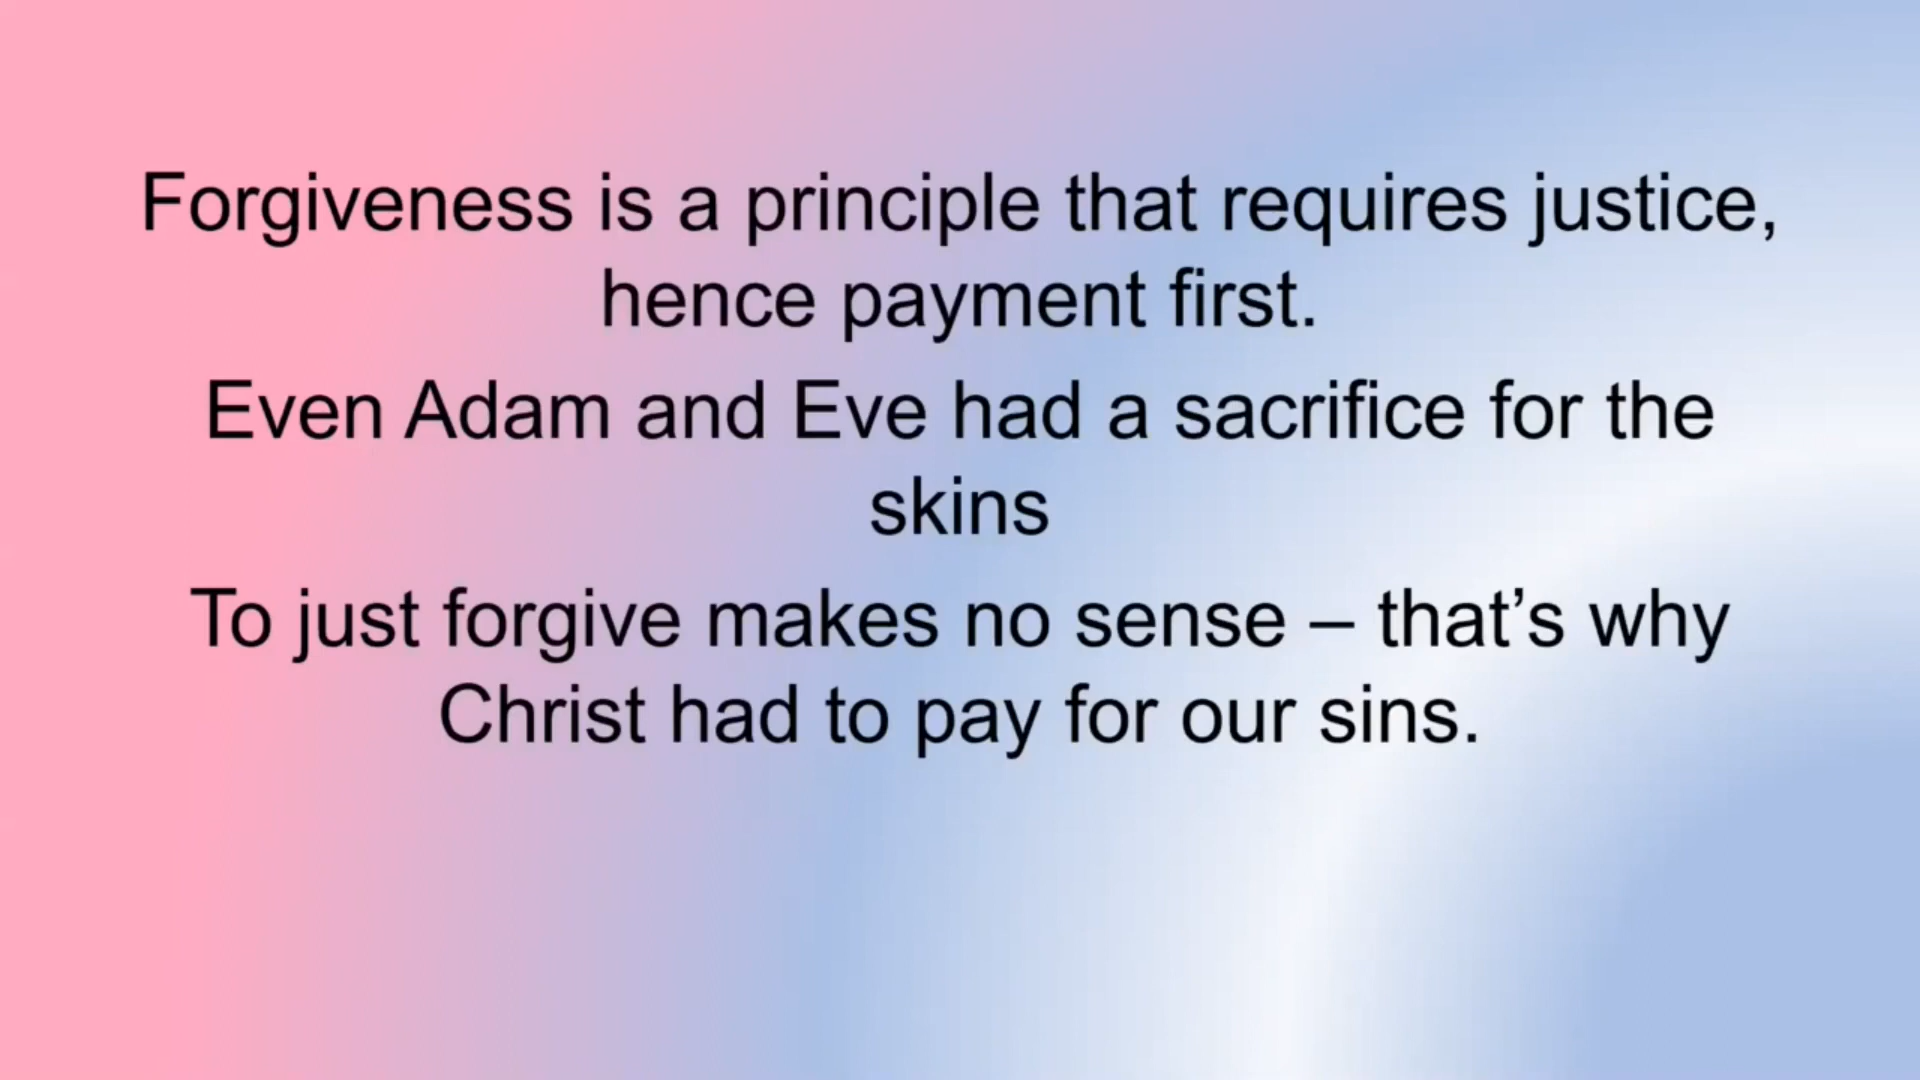 Forgiveness is a principle that requires justice,
hence payment first.
Even Adam and Eve had a sacrifice for the
skins
To just forgive makes no sense – that’s why
Christ had to pay for our sins.